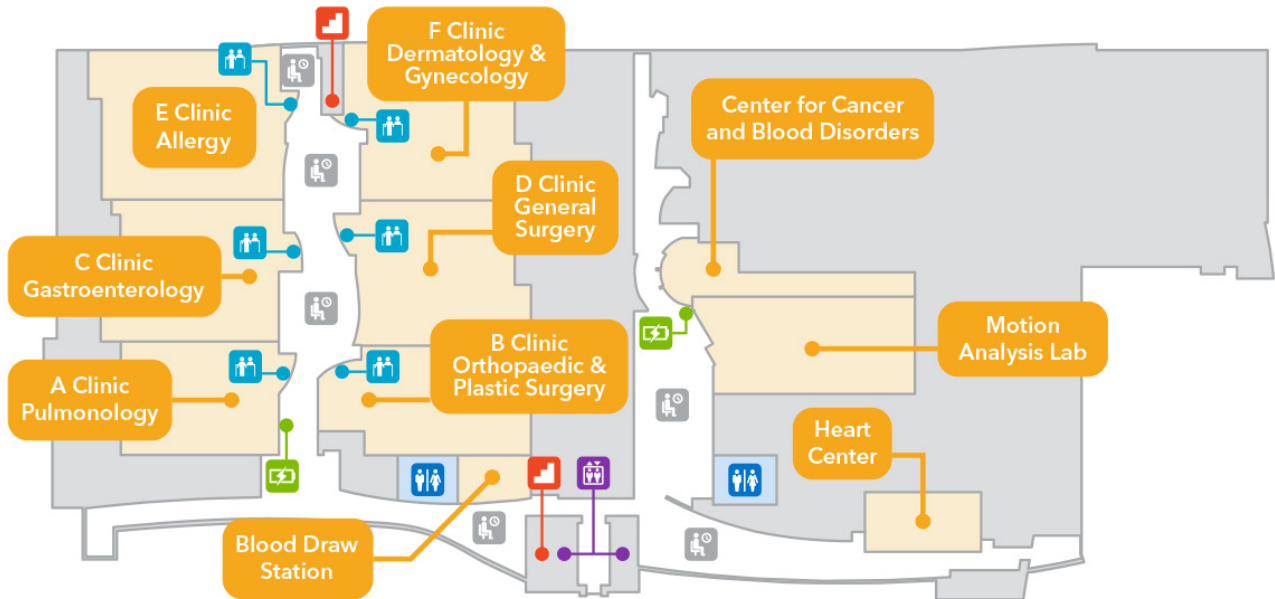 F Clinic
Dermatology &
Gynecology
E Clinic
Allergy
Center for Cancer
and Blood Disorders
D Clinic
General
Surgery
C Clinic
Gastroenterology
B Clinic
Orthopaedic &
Plastic Surgery
Motion
Analysis Lab
A Clinic
Pulmonology
Heart
Center
Blood Draw
Station